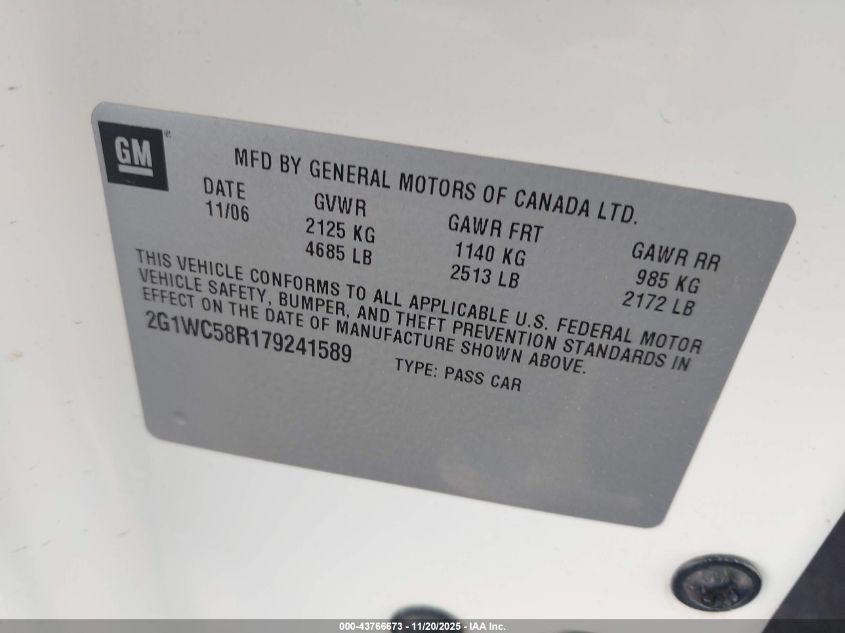 GM ®
MFD BY GENERAL MOTORS OF CANADA LTD.
DATE GVWR GAWR FRT GAWR RR
11/06 2125 KG 1140 KG 985 KG
4685 LB 2513 LB 2172 LB
THIS VEHICLE CONFORMS TO ALL APPLICABLE U.S. FEDERAL MOTOR
VEHICLE SAFETY, BUMPER, AND THEFT PREVENTION STANDARDS IN
EFFECT ON THE DATE OF MANUFACTURE SHOWN ABOVE.
2G1WC58R179241589 TYPE: PASS CAR
000-43766673 - 11/20/2025 - IAA Inc.